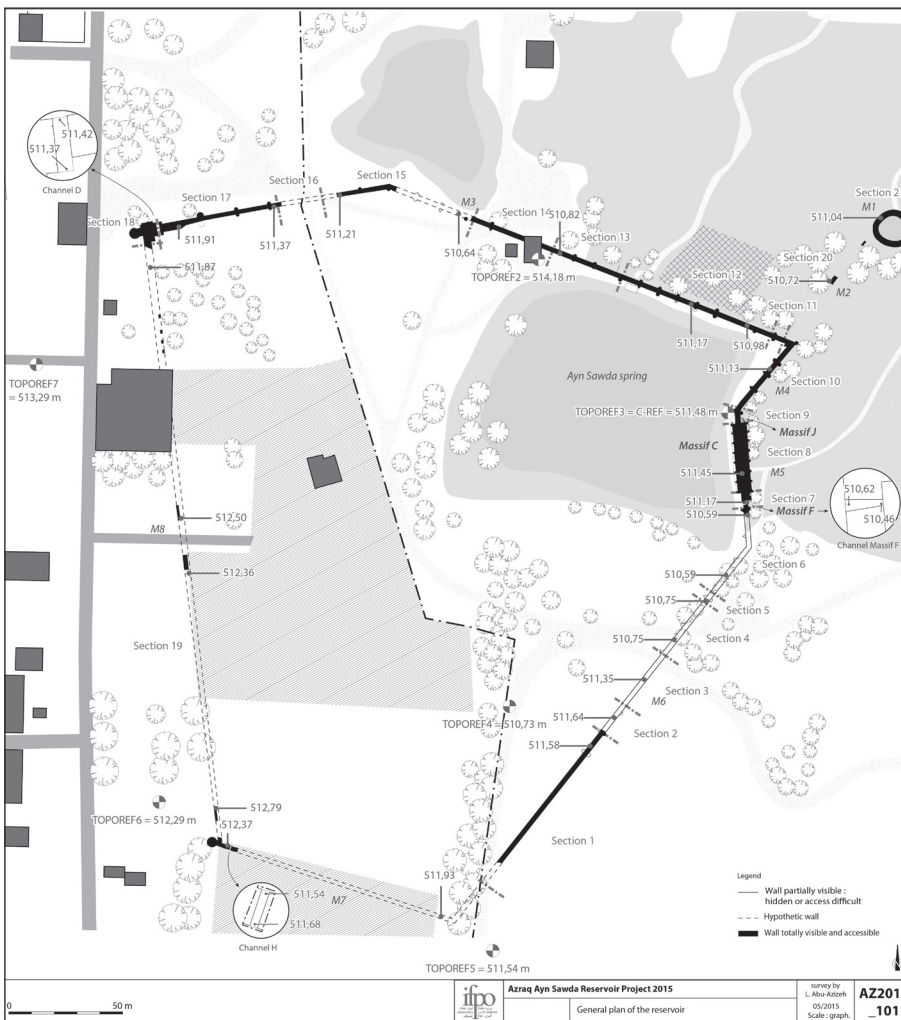 511,42
511,37
Channel D
Section 18
Section 17
Section 16
Section 15
M3
Section 14
510,82
Section 13
511,91
511,37
511,21
510,64
TOPOREF2 = 514,18 m
511,87
Section 12
Section 20
510,72
M2
Section 2
M1
511,04
Section 11
511,17
510,98
511,13
Section 10
M4
TOPOREF7
= 513,29 m
Ayn Sawda spring
TOPOREF3 = C-REF = 511,48 m
Section 9
Massif J
Massif C
Section 8
511,45
M5
511,17
Section 7
510,59
Massif F
510,62
510,46
Channel Massif F
512,50
M8
512,36
Section 6
510,59
510,75
Section 5
510,75
Section 4
Section 19
511,35
Section 3
M6
511,64
TOPOREF4 = 510,73 m
511,58
Section 2
512,79
TOPOREF6 = 512,29 m
512,37
Section 1
511,93
511,54
M7
511,68
Channel H
TOPOREF5 = 511,54 m
Legend
Wall partially visible :
hidden or access difficult
Hypothetic wall
Wall totally visible and accessible
N
0 50 m
ifpo
Azraq Ayn Sawda Reservoir Project 2015
General plan of the reservoir
survey by
L. Abu-Azizeh
05/2015
Scale : graph.
AZ201
_101